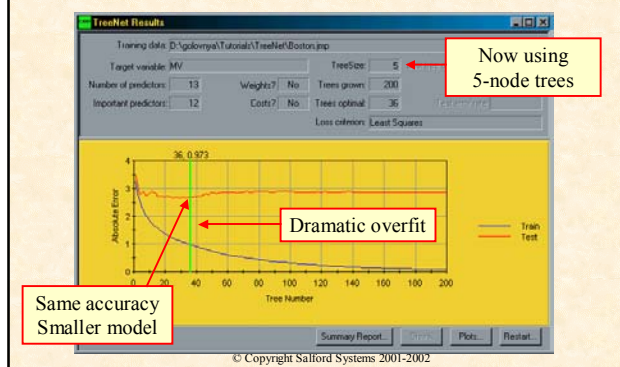 TreeNet Results
Training data: D:\golovnya\Tutorials\TreeNet\Boston.jmp
Target variable: MV
TreeSize: 5
Now using
5-node trees
Number of predictors: 13
Weights? No
Trees grown: 200
Important predictors: 12
Costs? No
Trees optimal: 36
Loss criterion: Least Squares
36, 0.973
Absolute Error
4
3
2
1
0
0 20 40 60 80 100 120 140 160 180 200
Tree Number
Dramatic overfit
Train
Test
Same accuracy
Smaller model
Summary Report...
Plots...
Restart...
© Copyright Salford Systems 2001-2002